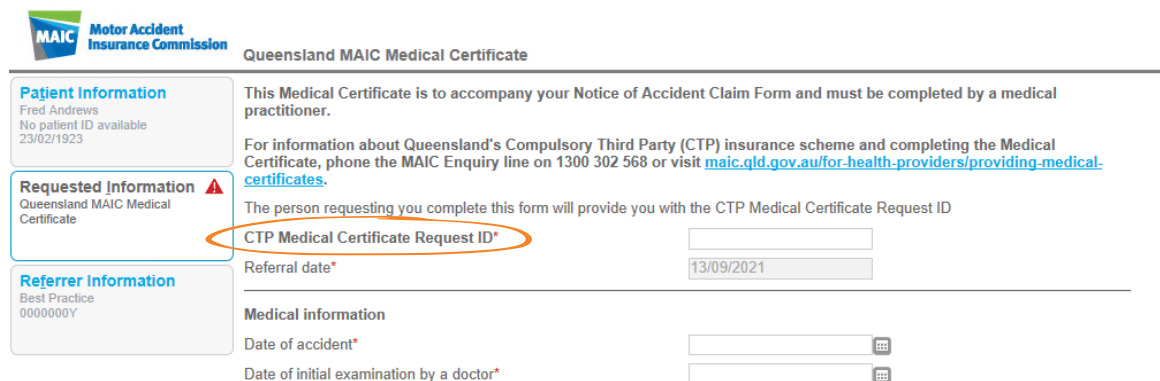 MAIC Motor Accident
Insurance Commission
Queensland MAIC Medical Certificate
Patient Information
Fred Andrews
No patient ID available
23/02/1923
Requested Information
Queensland MAIC Medical
Certificate
Referrer Information
Best Practice
0000000Y
This Medical Certificate is to accompany your Notice of Accident Claim Form and must be completed by a medical
practitioner.
For information about Queensland's Compulsory Third Party (CTP) insurance scheme and completing the Medical
Certificate, phone the MAIC Enquiry line on 1300 302 568 or visit maic.qld.gov.au/for-health-providers/providing-medical-
certificates.
The person requesting you complete this form will provide you with the CTP Medical Certificate Request ID
CTP Medical Certificate Request ID*
Referral date* 13/09/2021
Medical information
Date of accident*
Date of initial examination by a doctor*